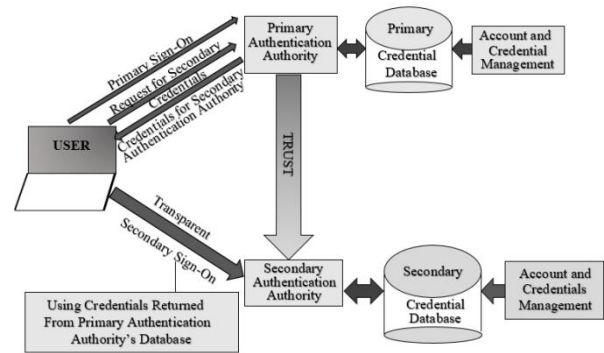 Primary Sign-On
Request for Secondary
Credentials
Credentials for Secondary
Authentication Authority
Primary
Authentication
Authority
Primary
Credential
Database
Account and
Credential
Management
USER
TRUST
Transparent
Secondary Sign-On
Secondary
Authentication
Authority
Secondary
Credential
Database
Account and
Credentials
Management
Using Credentials Returned
From Primary Authentication
Authority's Database